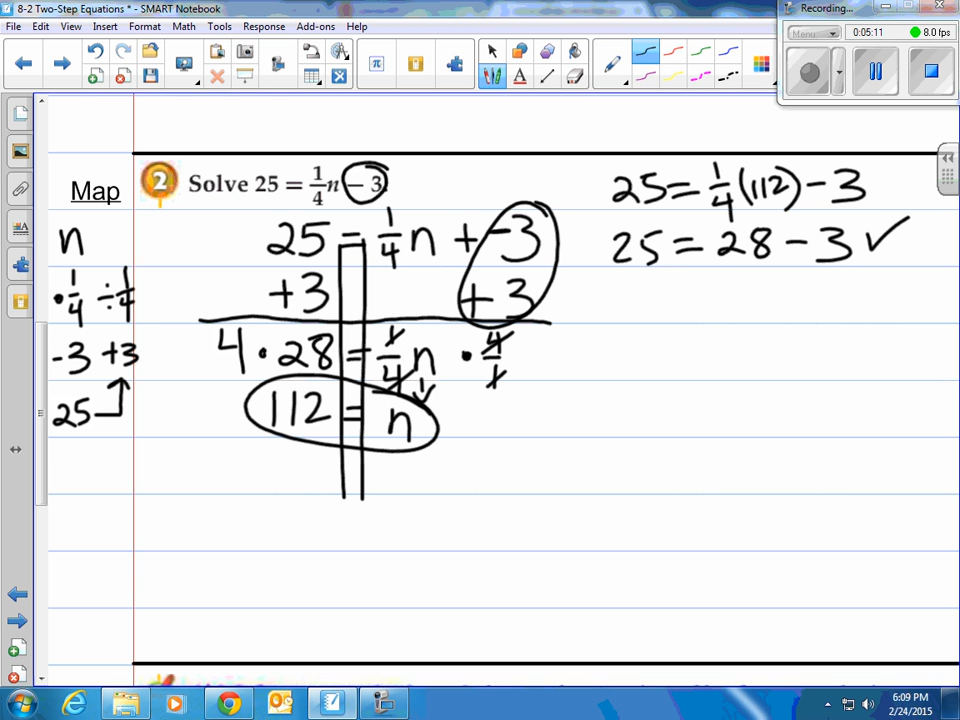 8-2 Two-Step Equations * - SMART Notebook
Recording...
File Edit View Insert Format Math Tools Response Add-ons Help
Menu
0:05:11
8.0 fps
Map
2 Solve 25 = 1/4 n − 3.
n
• 1/4 ÷ 1/4
-3 +3
25
25 = 1/4 n + -3
+3 +3
4 • 28 = 1/4 n • 4/1
112 = n
25 = 1/4 (112) - 3
25 = 28 - 3 ✓
6:09 PM
2/24/2015